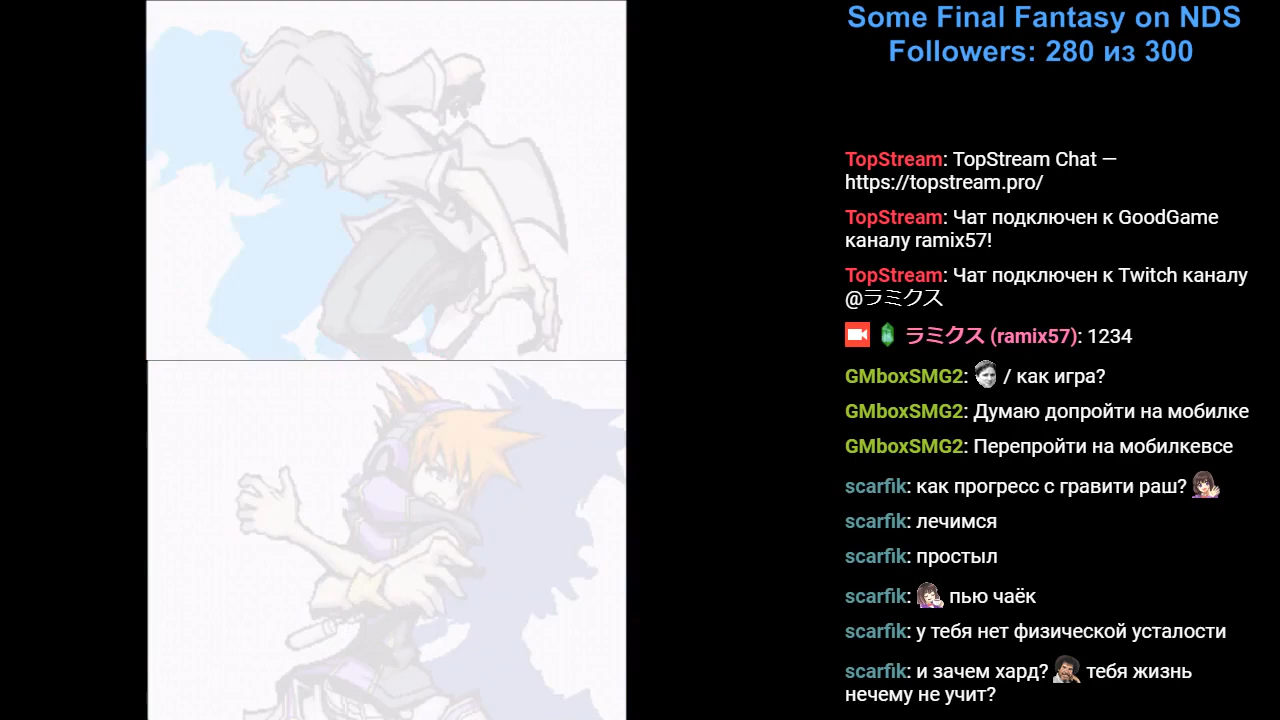 Some Final Fantasy on NDS
Followers: 280 из 300
TopStream: TopStream Chat —
https://topstream.pro/
TopStream: Чат подключен к GoodGame
каналу ramix57!
TopStream: Чат подключен к Twitch каналу
@ラミクス
ラミクス (ramix57): 1234
GMboxSMG2: / как игра?
GMboxSMG2: Думаю допройти на мобилке
GMboxSMG2: Перепройти на мобилкевсе
scarfik: как прогресс с гравити раш?
scarfik: лечимся
scarfik: простыл
scarfik: пью чаёк
scarfik: у тебя нет физической усталости
scarfik: и зачем хард? тебя жизнь
нечему не учит?